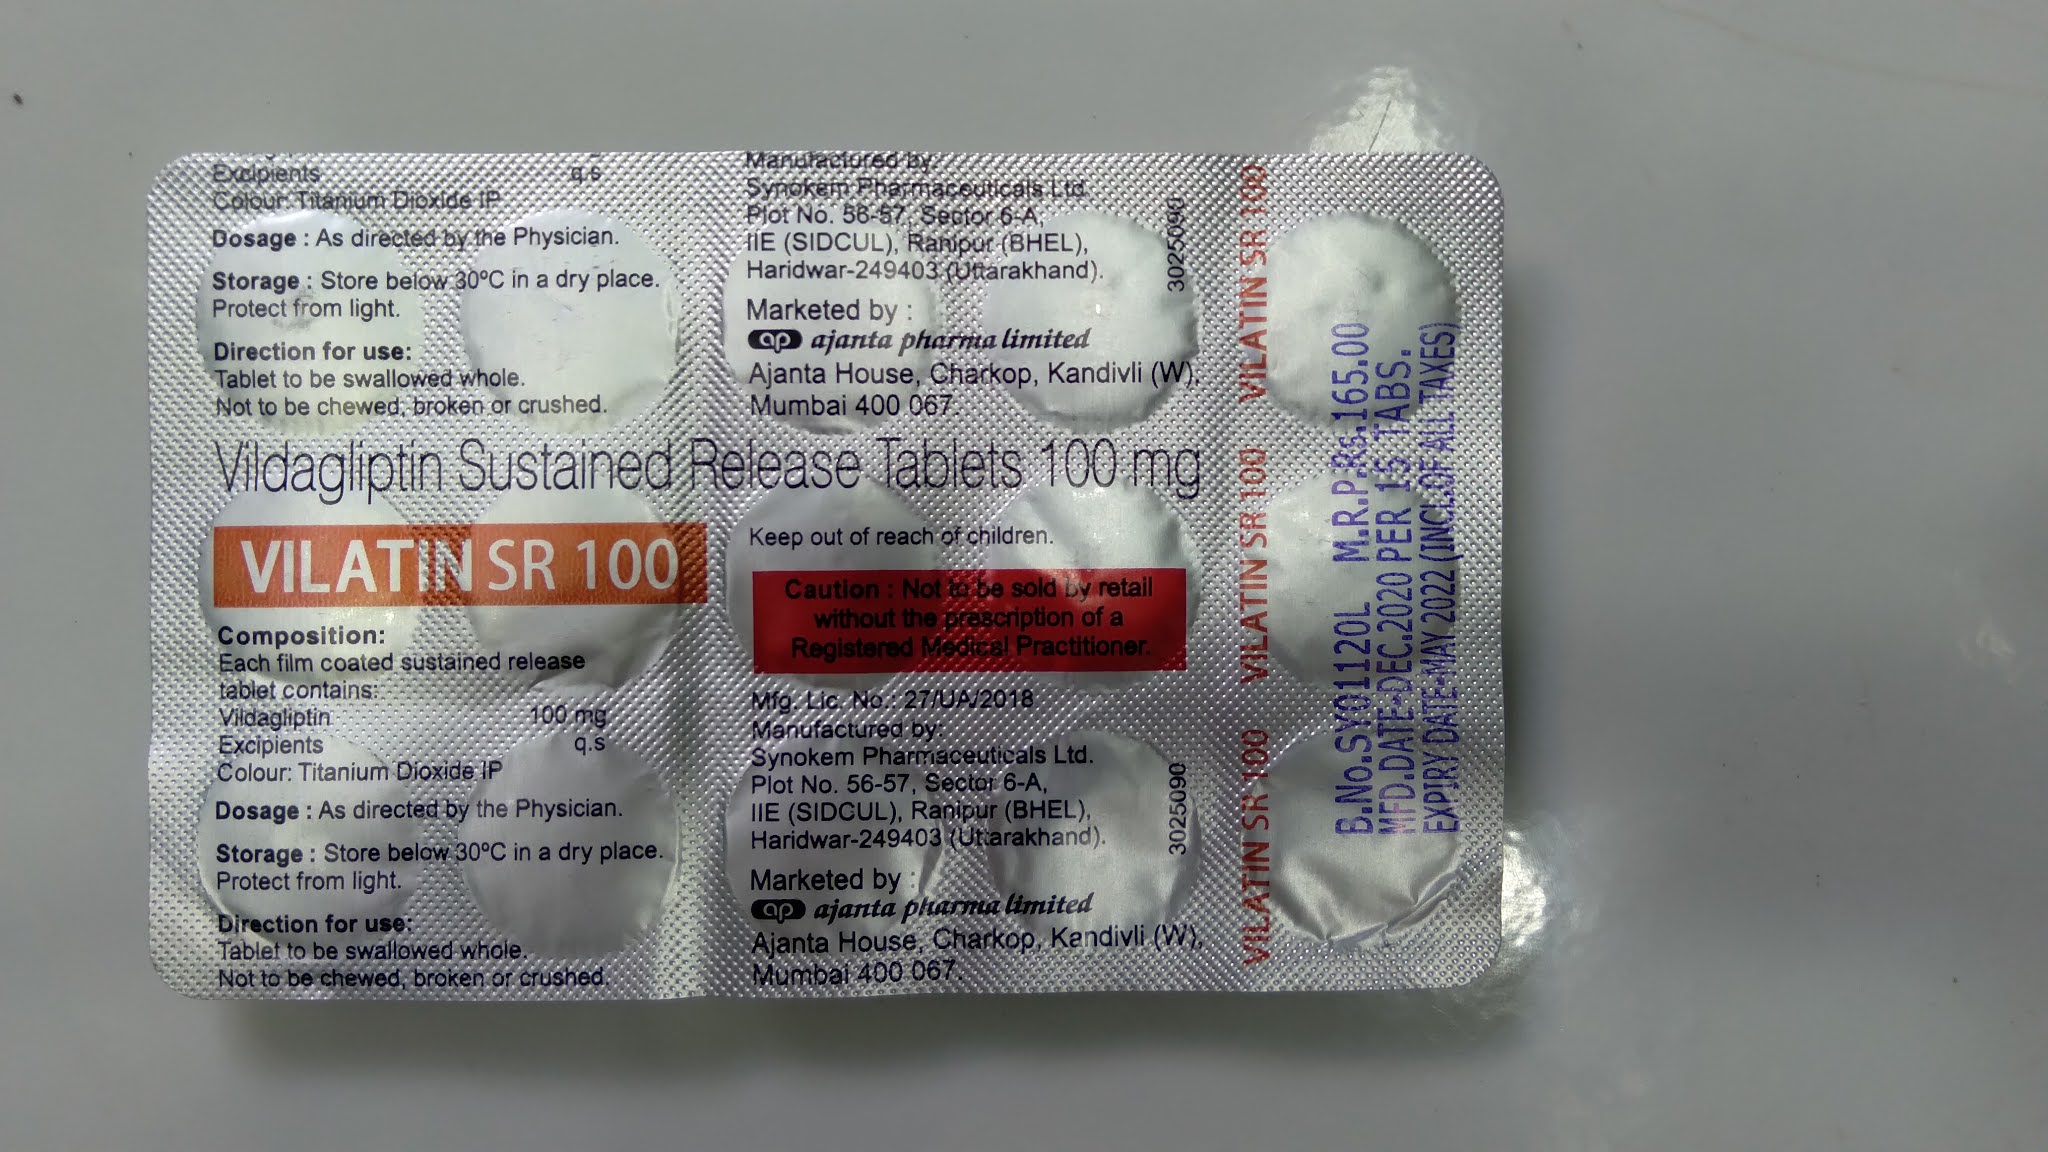 Excipients q.s
Colour: Titanium Dioxide IP
Dosage : As directed by the Physician.
Storage : Store below 30ºC in a dry place.
Protect from light.
Direction for use:
Tablet to be swallowed whole.
Not to be chewed, broken or crushed.
Manufactured by:
Synokem Pharmaceuticals Ltd.
Plot No. 56-57, Sector 6-A,
IIE (SIDCUL), Ranipur (BHEL),
Haridwar-249403 (Uttarakhand).
Marketed by :
ap ajanta pharma limited
Ajanta House, Charkop, Kandivli (W),
Mumbai 400 067.
3025090
Vildagliptin Sustained Release Tablets 100 mg
VILATIN SR 100
Composition:
Each film coated sustained release
tablet contains:
Vildagliptin 100 mg
Excipients q.s
Colour: Titanium Dioxide IP
Dosage : As directed by the Physician.
Storage : Store below 30ºC in a dry place.
Protect from light.
Direction for use:
Tablet to be swallowed whole.
Not to be chewed, broken or crushed.
Keep out of reach of children.
Caution : Not to be sold by retail
without the prescription of a
Registered Medical Practitioner.
Mfg. Lic. No.: 27/UA/2018
Manufactured by:
Synokem Pharmaceuticals Ltd.
Plot No. 56-57, Sector 6-A,
IIE (SIDCUL), Ranipur (BHEL),
Haridwar-249403 (Uttarakhand).
Marketed by :
ap ajanta pharma limited
Ajanta House, Charkop, Kandivli (W),
Mumbai 400 067.
3025090
VILATIN SR 100 VILATIN SR 100 VILATIN SR 100
B.No.SY01120L M.R.P.Rs.165.00
MFD.DATE-DEC.2020 PER 15 TABS.
EXPIRY DATE-MAY 2022 (INCL.OF ALL TAXES)